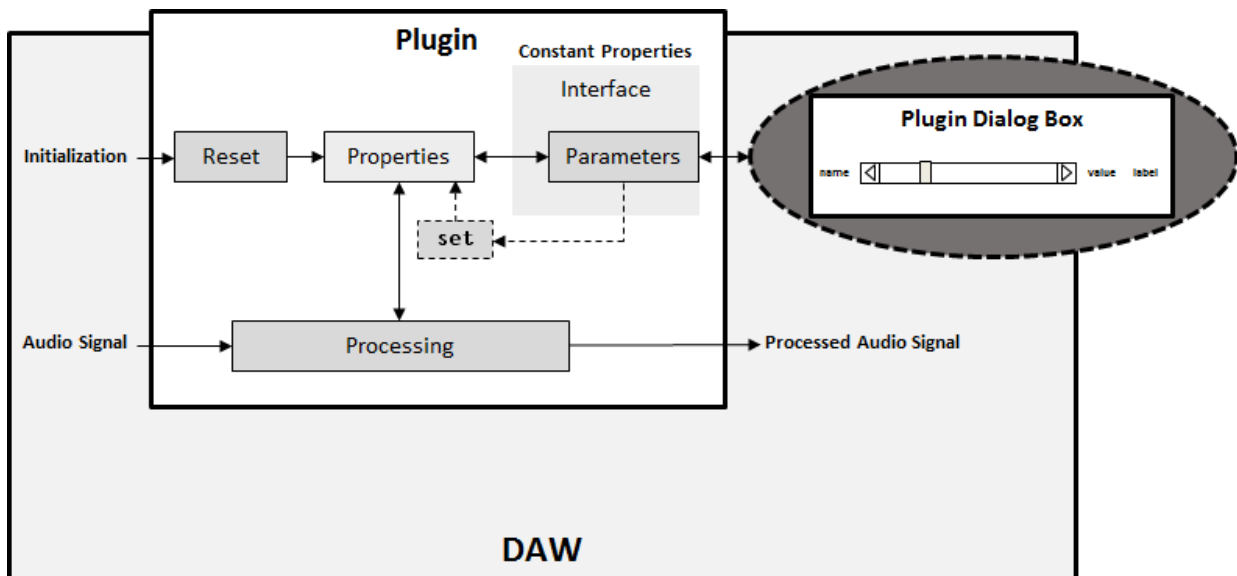 Plugin
Constant Properties
Interface
Plugin Dialog Box
Initialization
Reset
Properties
Parameters
name
value
label
set
Audio Signal
Processing
Processed Audio Signal
DAW